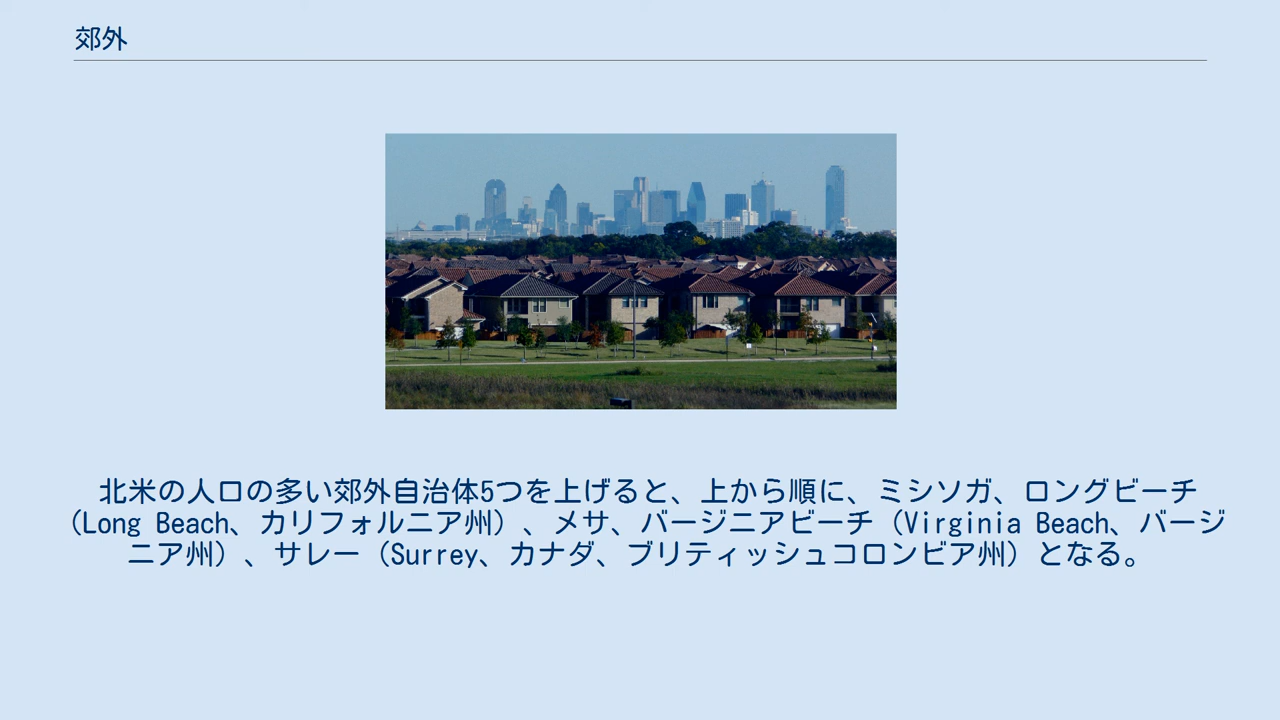 郊外
北米の人口の多い郊外自治体5つを上げると、上から順に、ミシソガ、ロングビーチ
（Long Beach、カリフォルニア州）、メサ、バージニアビーチ（Virginia Beach、バージ
ニア州）、サレー（Surrey、カナダ、ブリティッシュコロンビア州）となる。